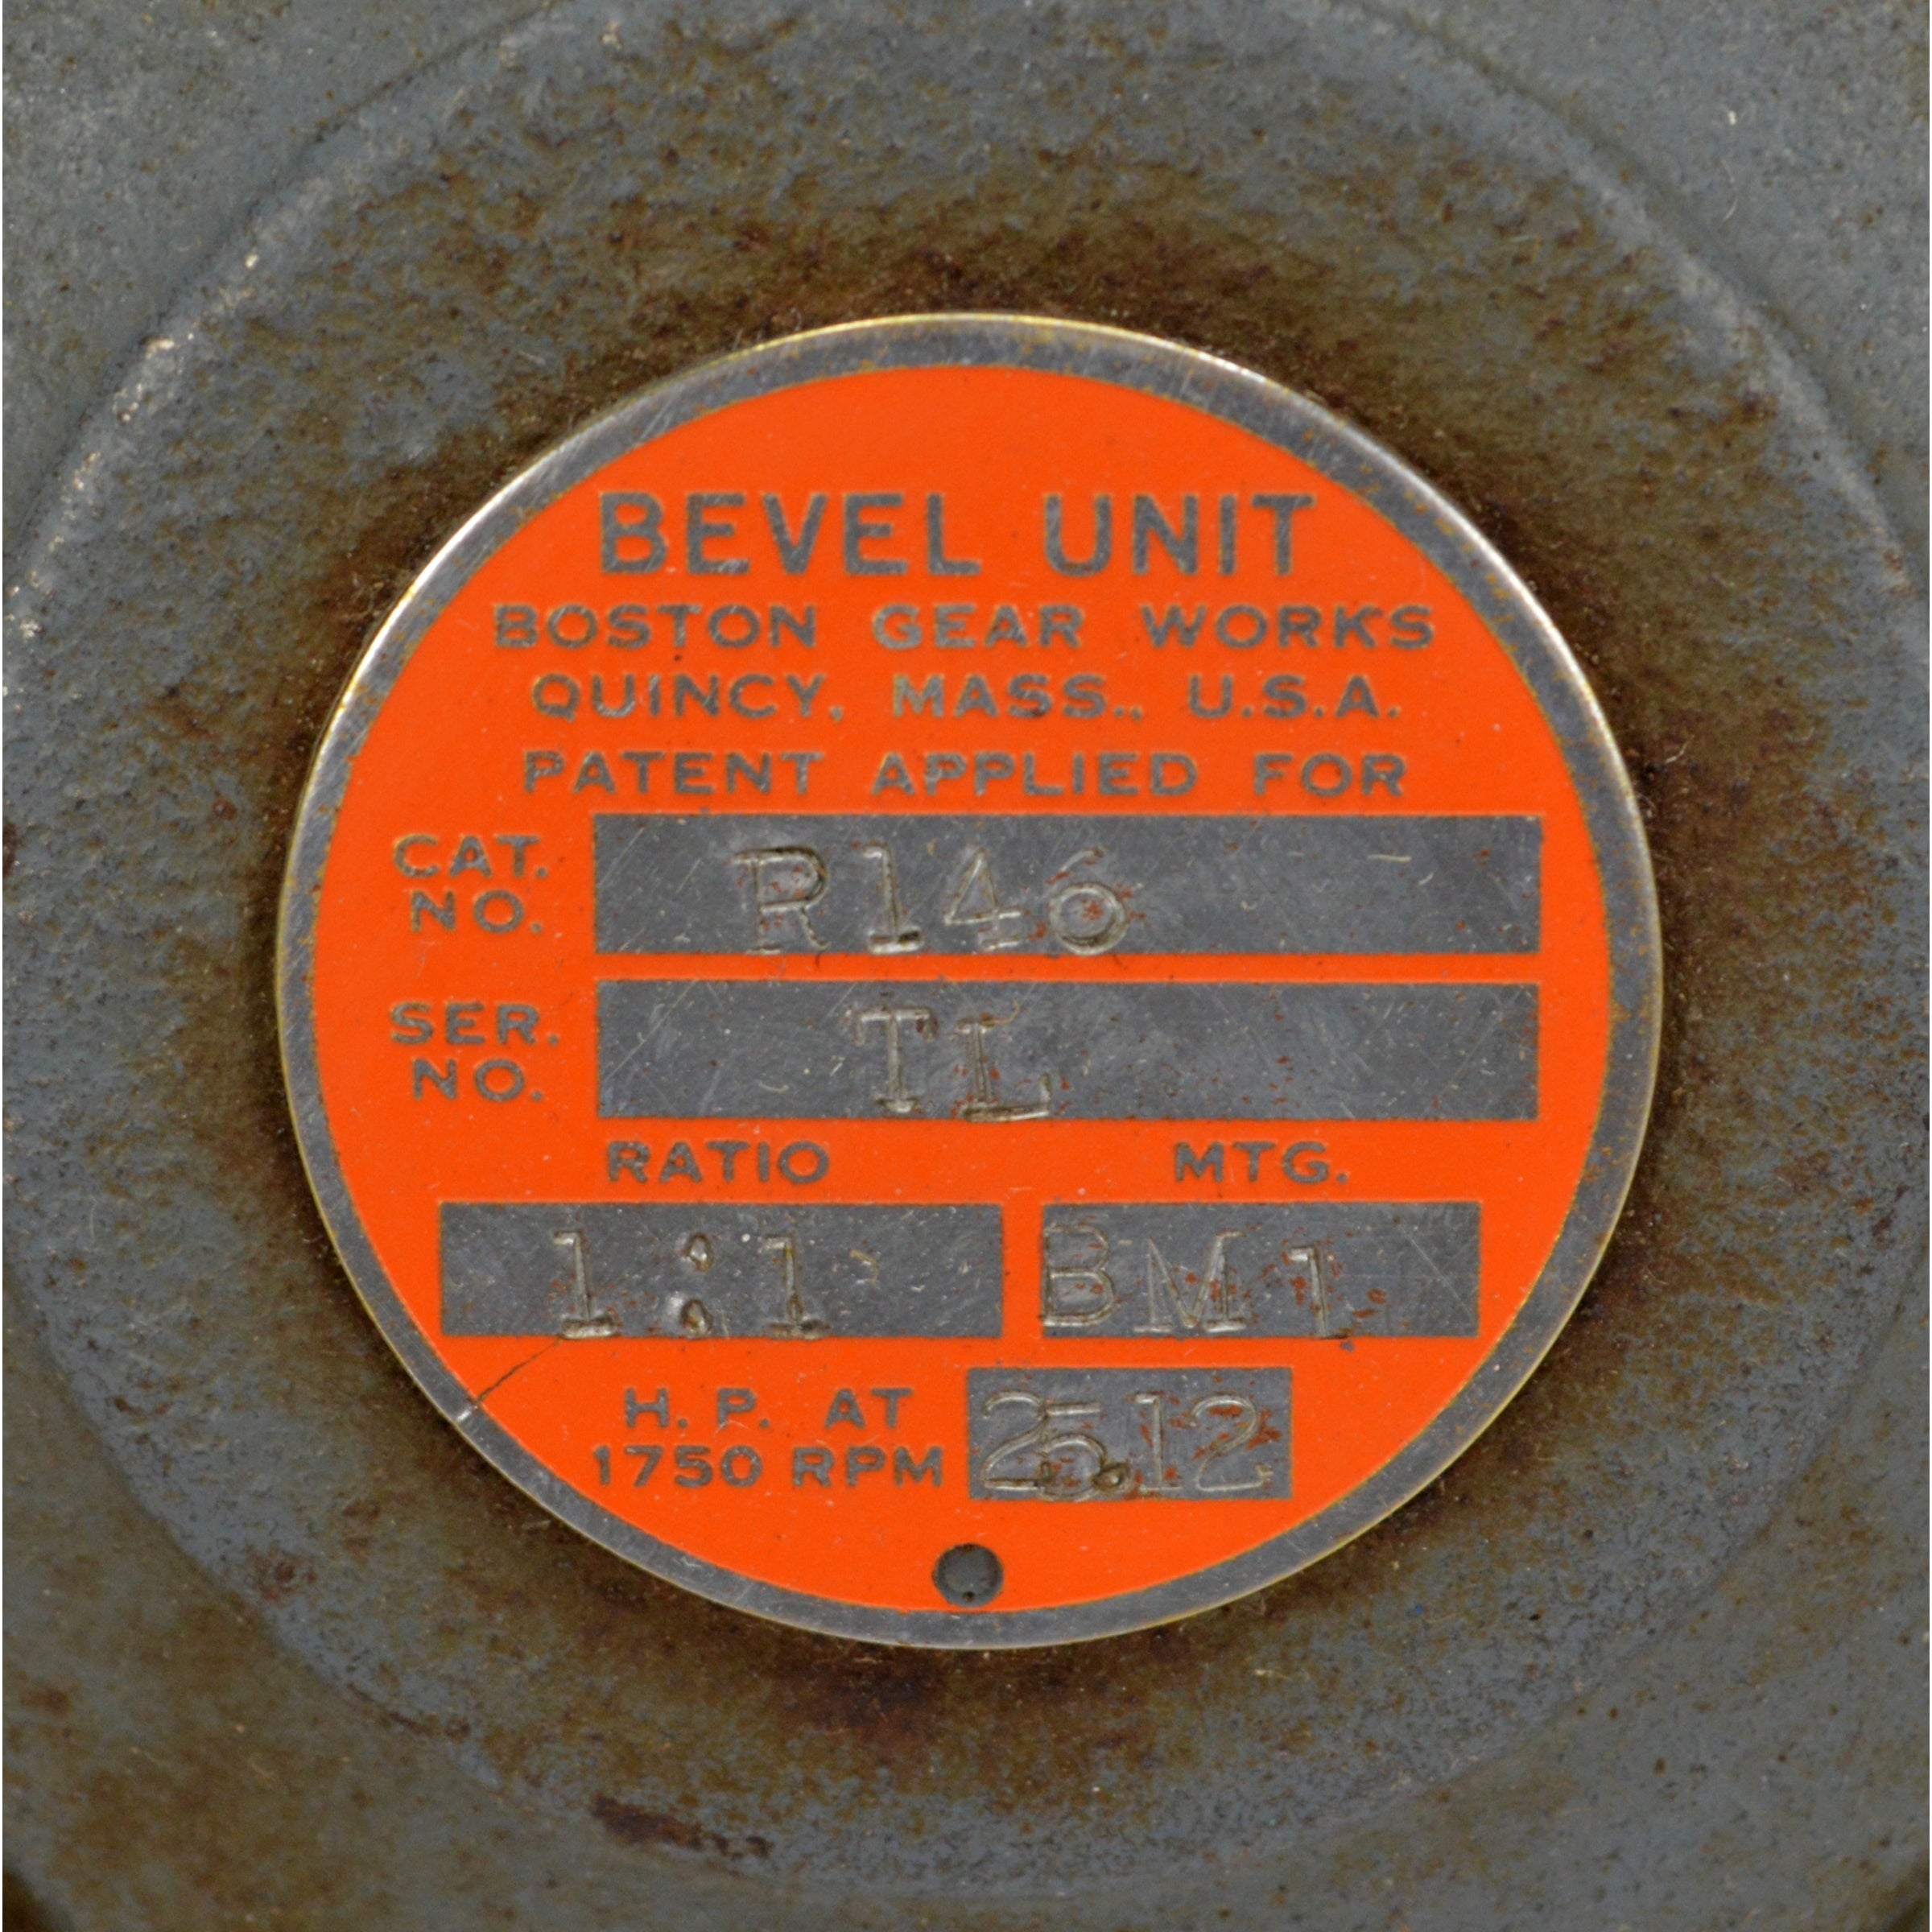 BEVEL UNIT
BOSTON GEAR WORKS
QUINCY, MASS., U.S.A.
PATENT APPLIED FOR
CAT. NO. R146
SER. NO. TL
RATIO MTG.
1:1 BM1
H. P. AT
1750 RPM 25.12